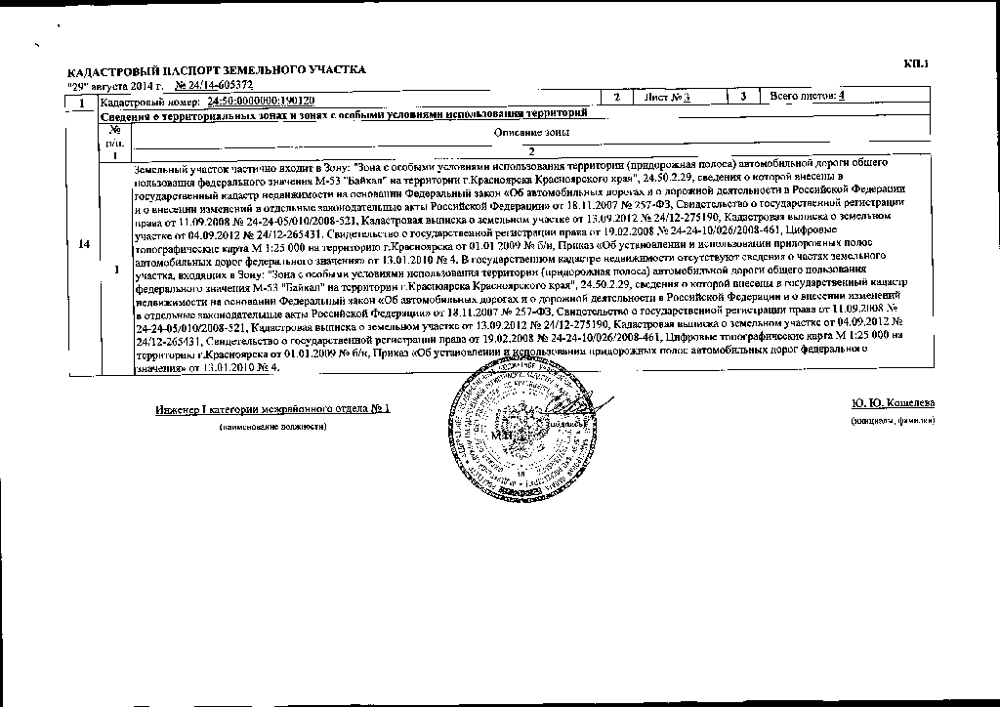 КП.1
КАДАСТРОВЫЙ ПАСПОРТ ЗЕМЕЛЬНОГО УЧАСТКА
"29" августа 2014 г. № 24/14-605372
1 Кадастровый номер: 24:50:0000000:190120 2 Лист № 3 3 Всего листов: 4
Сведения о территориальных зонах и зонах с особыми условиями использования территорий
№ Описание зоны
п/п.
1 2
Земельный участок частично входит в Зону: "Зона с особыми условиями использования территории (придорожная полоса) автомобильной дороги общего
пользования федерального значения М-53 "Байкал" на территории г.Красноярска Красноярского края", 24.50.2.29, сведения о которой внесены в
государственный кадастр недвижимости на основании Федеральный закон «Об автомобильных дорогах и о дорожной деятельности в Российской Федерации
и о внесении изменений в отдельные законодательные акты Российской Федерации» от 18.11.2007 № 257-ФЗ, Свидетельство о государственной регистрации
права от 11.09.2008 № 24-24-05/010/2008-521, Кадастровая выписка о земельном участке от 13.09.2012 № 24/12-275190, Кадастровая выписка о земельном
участке от 04.09.2012 № 24/12-265431, Свидетельство о государственной регистрации права от 19.02.2008 № 24-24-10/026/2008-461, Цифровые
14 топографические карта М 1:25 000 на территорию г.Красноярска от 01.01 2009 № б/н, Приказ «Об установлении и использовании придорожных полос
автомобильных дорог федерального значения» от 13.01.2010 № 4. В государственном кадастре недвижимости отсутствуют сведения о частях земельного
1 участка, входящих в Зону: "Зона с особыми условиями использования территории (придорожная полоса) автомобильной дороги общего пользования
федерального значения М-53 "Байкал" на территории г.Красноярска Красноярского края", 24.50.2.29, сведения о которой внесены в государственный кадастр
недвижимости на основании Федеральный закон «Об автомобильных дорогах и о дорожной деятельности в Российской Федерации и о внесении изменений
в отдельные законодательные акты Российской Федерации» от 18.11.2007 № 257-ФЗ, Свидетельство о государственной регистрации права от 11.09.2008 №
24-24-05/010/2008-521, Кадастровая выписка о земельном участке от 13.09.2012 № 24/12-275190, Кадастровая выписка о земельном участке от 04.09.2012 №
24/12-265431, Свидетельство о государственной регистрации права от 19.02.2008 № 24-24-10/026/2008-461, Цифровые топографические карта М 1:25 000 на
территорию г.Красноярска от 01.01.2009 № б/н, Приказ «Об установлении и использовании придорожных полос автомобильных дорог федерального
значения» от 13.01.2010 № 4.
Инженер I категории межрайонного отдела № 1 Ю. Ю. Кошелева
(наименование должности) М.П. (подпись) (инициалы, фамилия)